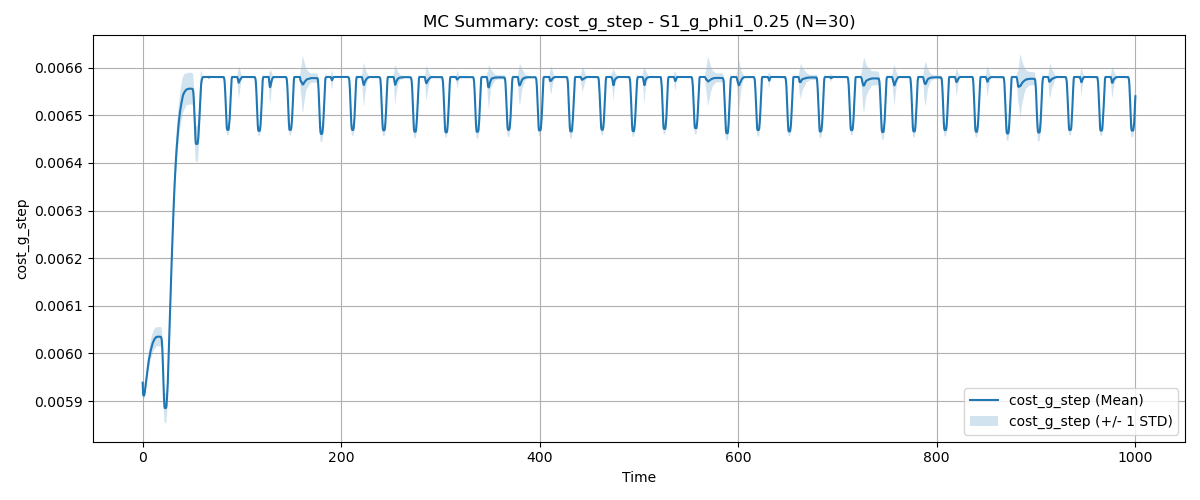 MC Summary: cost_g_step - S1_g_phi1_0.25 (N=30)
cost_g_step
0.0066
0.0065
0.0064
0.0063
0.0062
0.0061
0.0060
0.0059
0 200 400 600 800 1000
Time
cost_g_step (Mean)
cost_g_step (+/- 1 STD)